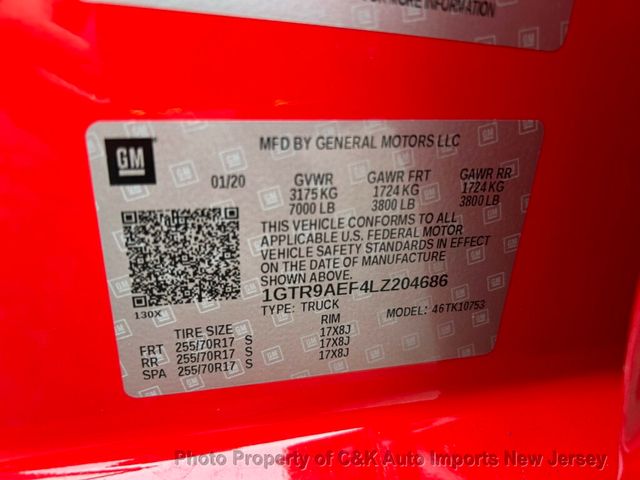 FOR MORE INFORMATION
GM
MFD BY GENERAL MOTORS LLC
01/20
GVWR GAWR FRT GAWR RR
3175 KG 1724 KG 1724 KG
7000 LB 3800 LB 3800 LB
THIS VEHICLE CONFORMS TO ALL
APPLICABLE U.S. FEDERAL MOTOR
VEHICLE SAFETY STANDARDS IN EFFECT
ON THE DATE OF MANUFACTURE
SHOWN ABOVE.
1GTR9AEF4LZ204686
TYPE: TRUCK MODEL: 46TK10753
130X
TIRE SIZE RIM
FRT 255/70R17 S 17X8J
RR 255/70R17 S 17X8J
SPA 255/70R17 S 17X8J
Photo Property of C&K Auto Imports New Jersey